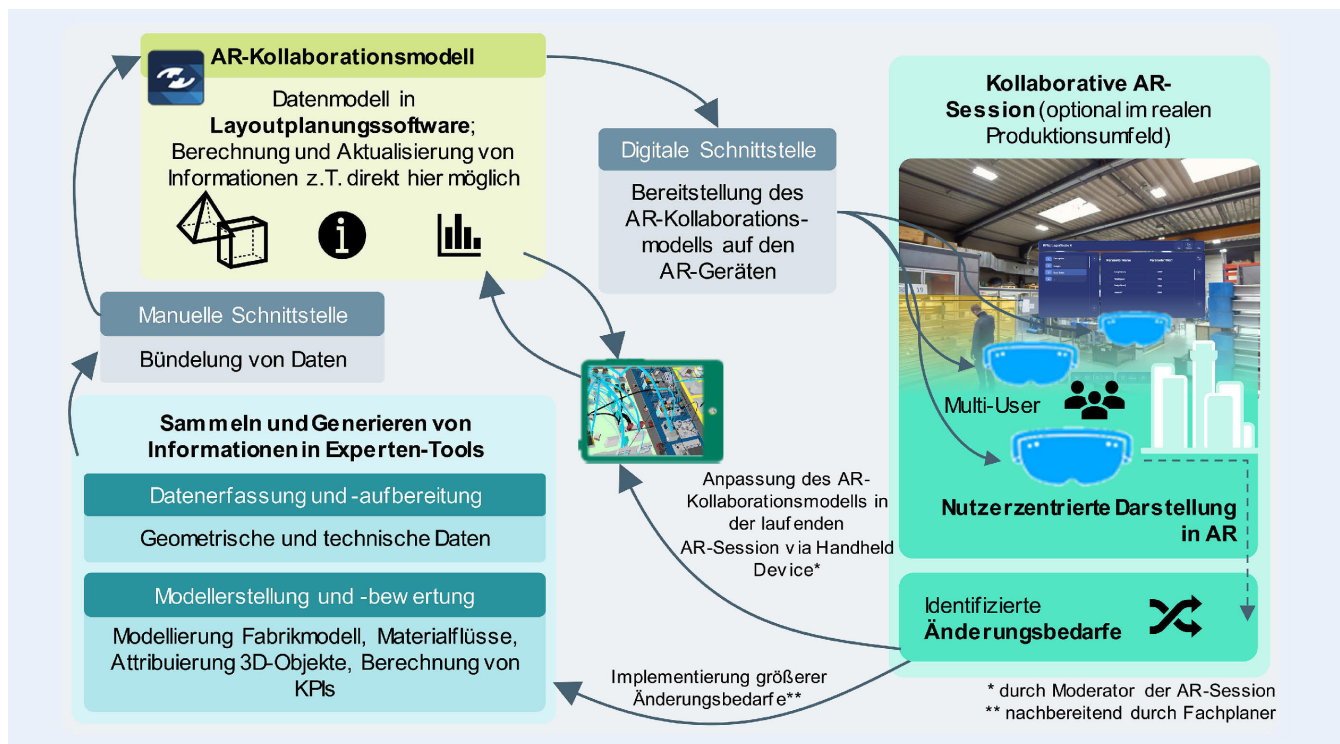 AR-Kollaborationsmodell
Datenmodell in
Layoutplanungssoftware;
Berechnung und Aktualisierung von
Informationen z.T. direkt hier möglich
Digitale Schnittstelle
Bereitstellung des
AR-Kollaborations-
modells auf den
AR-Geräten
Manuelle Schnittstelle
Bündelung von Daten
Sammeln und Generieren von
Informationen in Experten-Tools
Datenerfassung und -aufbereitung
Geometrische und technische Daten
Modellerstellung und -bewertung
Modellierung Fabrikmodell, Materialflüsse,
Attribuierung 3D-Objekte, Berechnung von
KPIs
Anpassung des AR-
Kollaborationsmodells in
der laufenden
AR-Session via Handheld
Device*
Implementierung größerer
Änderungsbedarfe**
Kollaborative AR-
Session (optional im realen
Produktionsumfeld)
Multi-User
Nutzerzentrierte Darstellung
in AR
Identifizierte
Änderungsbedarfe
* durch Moderator der AR-Session
** nachbereitend durch Fachplaner